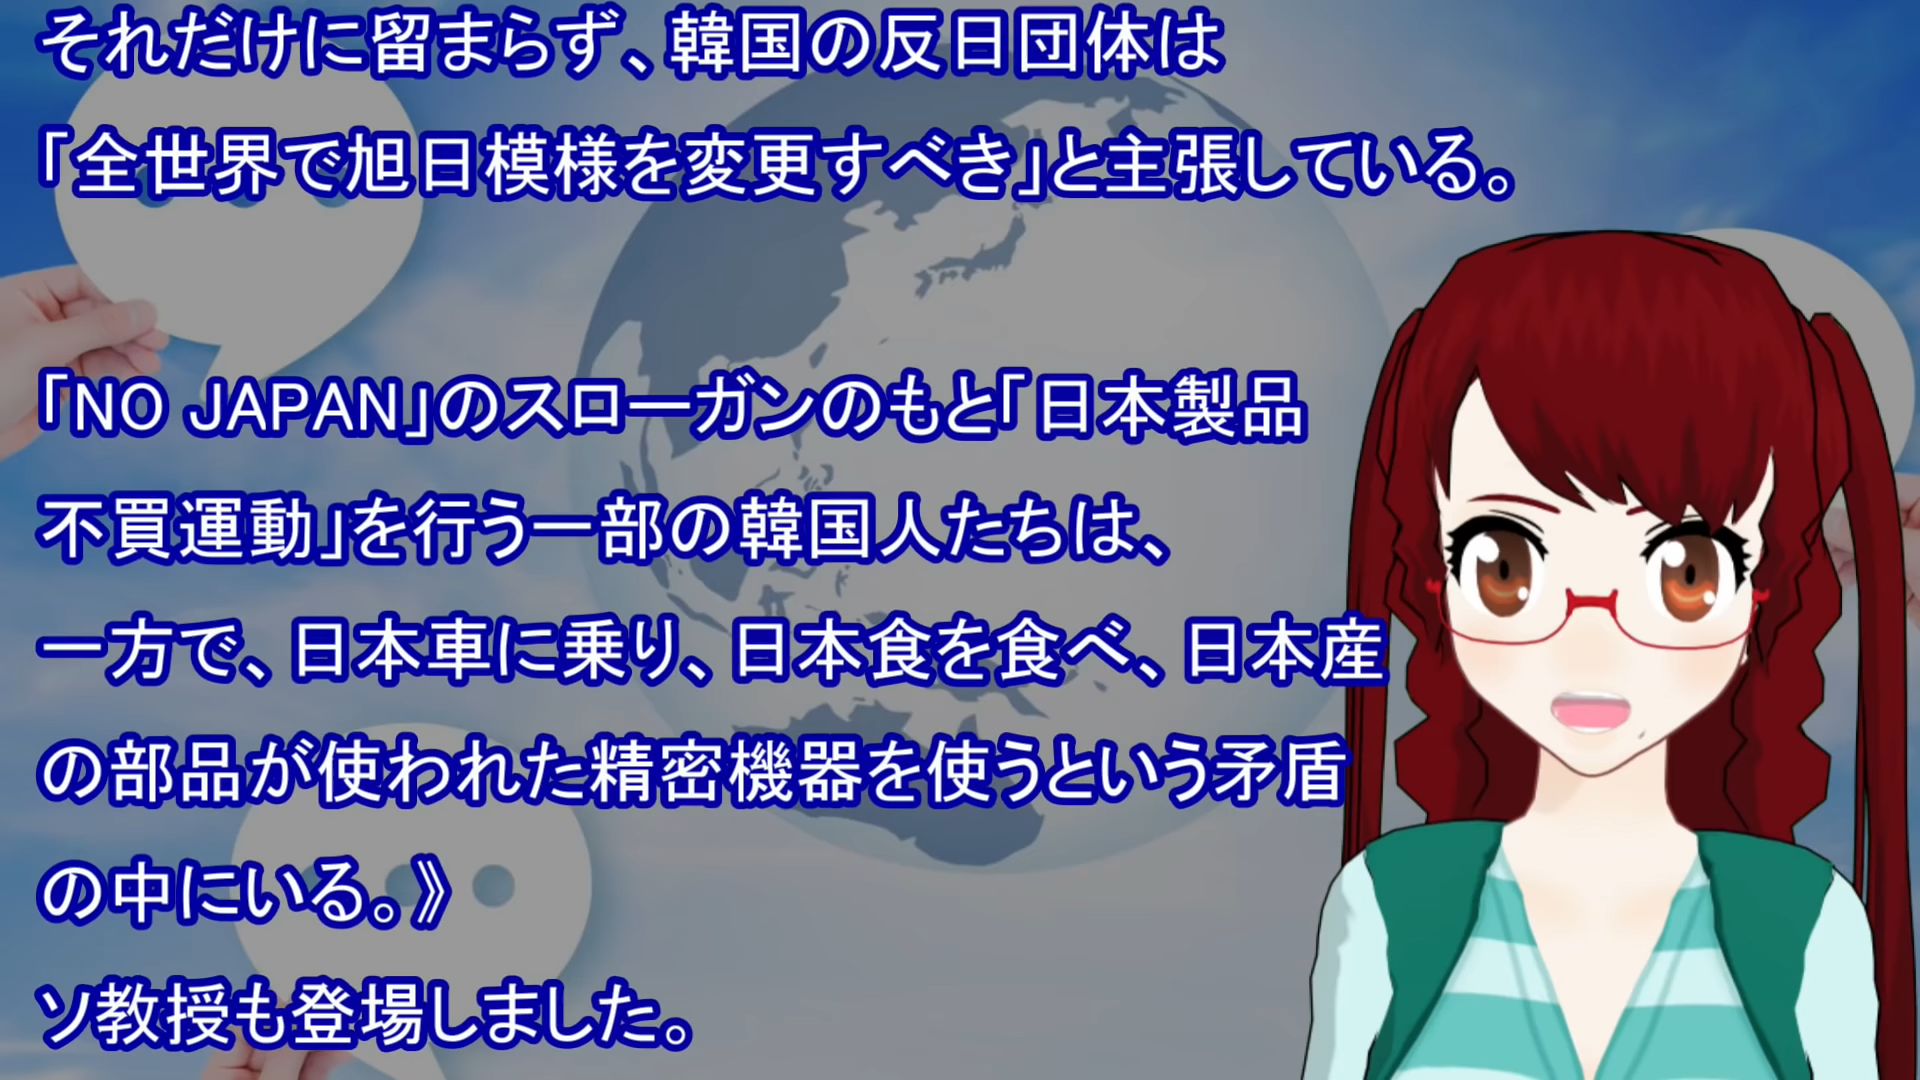 それだけに留まらず、韓国の反日団体は
「全世界で旭日模様を変更すべき」と主張している。
「NO JAPAN」のスローガンのもと「日本製品
不買運動」を行う一部の韓国人たちは、
一方で、日本車に乗り、日本食を食べ、日本産
の部品が使われた精密機器を使うという矛盾
の中にいる。》
ソ教授も登場しました。